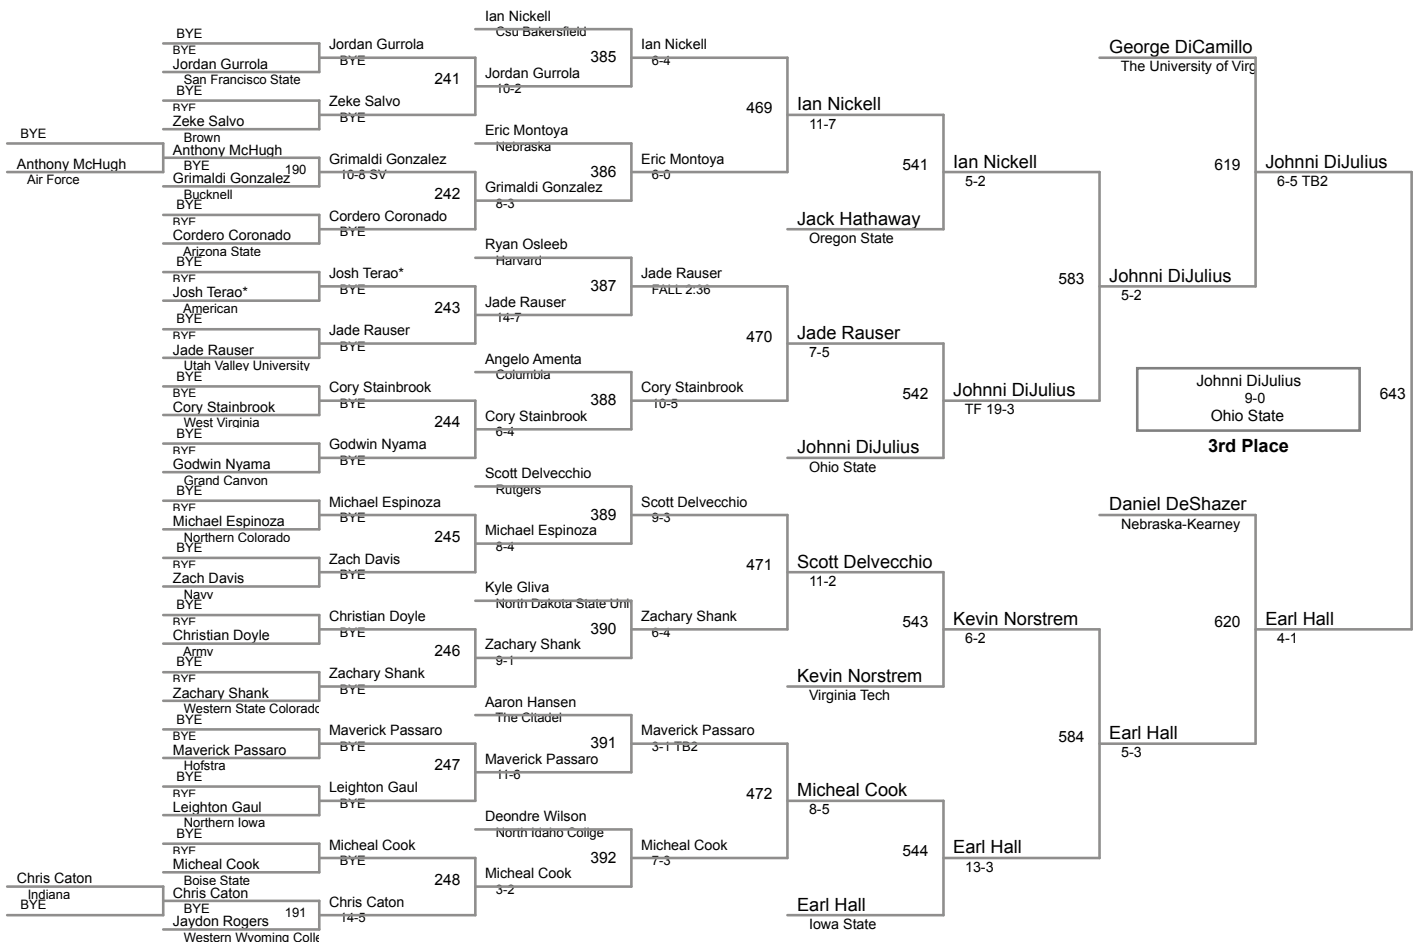 BYE
Anthony McHugh
Air Force
Chris Caton
Indiana
BYE
BYE
BYE
Jordan Gurrola
San Francisco State
BYE
BYE
Zeke Salvo
Brown
Anthony McHugh
BYE
190
Grimaldi Gonzalez
Bucknell
BYE
BYE
Cordero Coronado
Arizona State
BYE
BYE
Josh Terao*
American
BYE
BYE
Jade Rauser
Utah Valley University
BYE
BYE
Cory Stainbrook
West Virginia
BYE
BYE
Godwin Nyama
Grand Canyon
BYE
BYE
Michael Espinoza
Northern Colorado
BYE
BYE
Zach Davis
Navy
BYE
BYE
Christian Doyle
Army
BYE
BYE
Zachary Shank
Western State Colorado
BYE
BYE
Maverick Passaro
Hofstra
BYE
BYE
Leighton Gaul
Northern Iowa
BYE
BYE
Micheal Cook
Boise State
Chris Caton
BYE
191
Jaydon Rogers
Western Wyoming Colle
Jordan Gurrola
BYE
241
Zeke Salvo
BYE
Grimaldi Gonzalez
10-8 SV
242
Cordero Coronado
BYE
Josh Terao*
BYE
243
Jade Rauser
BYE
Cory Stainbrook
BYE
244
Godwin Nyama
BYE
Michael Espinoza
BYE
245
Zach Davis
BYE
Christian Doyle
BYE
246
Zachary Shank
BYE
Maverick Passaro
BYE
247
Leighton Gaul
BYE
Micheal Cook
BYE
248
Chris Caton
14-5
Ian Nickell
Csu Bakersfield
385
Jordan Gurrola
10-2
Eric Montoya
Nebraska
386
Grimaldi Gonzalez
8-3
Ryan Osleeb
Harvard
387
Jade Rauser
14-7
Angelo Amenta
Columbia
388
Cory Stainbrook
6-4
Scott Delvecchio
Rutgers
389
Michael Espinoza
8-4
Kyle Gliva
North Dakota State Uni
390
Zachary Shank
9-1
Aaron Hansen
The Citadel
391
Maverick Passaro
11-6
Deondre Wilson
North Idaho Collge
392
Micheal Cook
3-2
Ian Nickell
6-4
469
Eric Montoya
6-0
Jade Rauser
FALL 2:36
470
Cory Stainbrook
10-5
Scott Delvecchio
9-3
471
Zachary Shank
6-4
Maverick Passaro
3-1 TB2
472
Micheal Cook
7-3
Ian Nickell
11-7
541
Jack Hathaway
Oregon State
Jade Rauser
7-5
542
Johnni DiJulius
Ohio State
Scott Delvecchio
11-2
543
Kevin Norstrem
Virginia Tech
Micheal Cook
8-5
544
Earl Hall
Iowa State
Ian Nickell
5-2
583
Johnni DiJulius
TF 19-3
Kevin Norstrem
6-2
584
Earl Hall
13-3
George DiCamillo
The University of Virg
619
Johnni DiJulius
5-2
Daniel DeShazer
Nebraska-Kearney
620
Earl Hall
5-3
Johnni DiJulius
6-5 TB2
643
Earl Hall
4-1
Johnni DiJulius
9-0
Ohio State
3rd Place